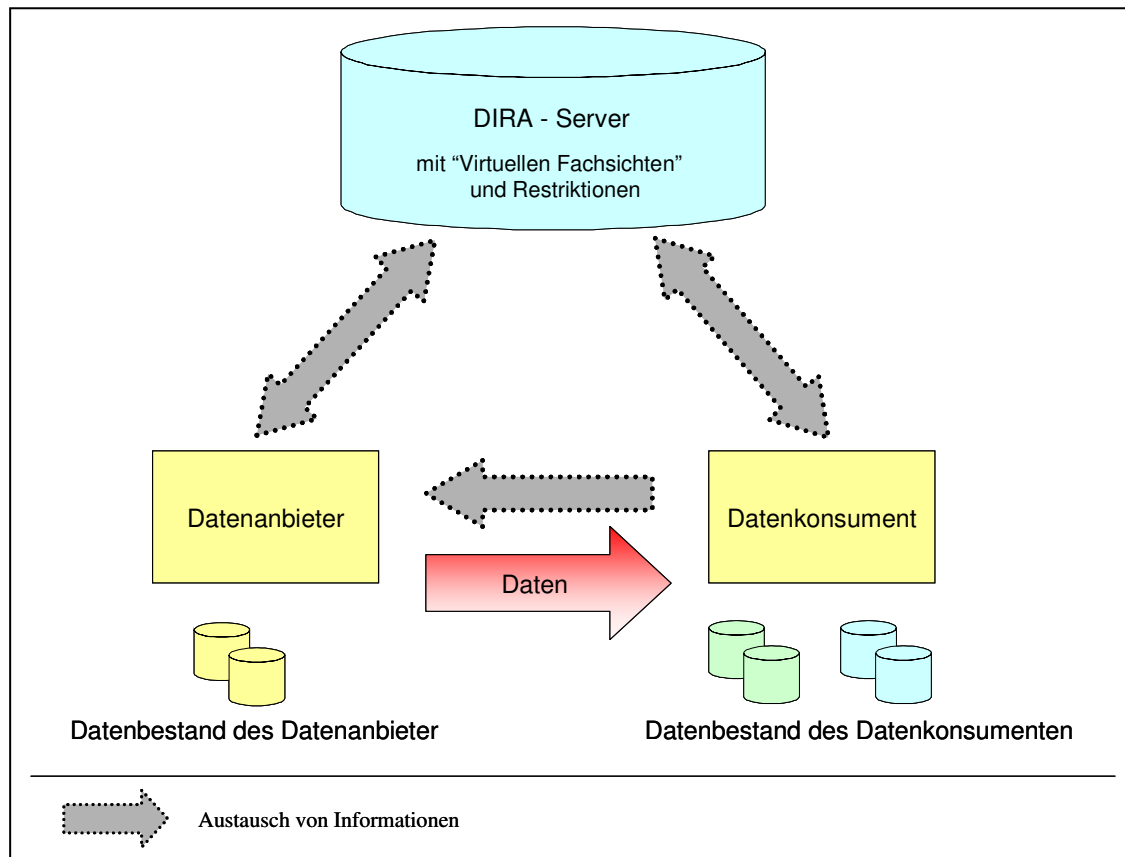 DIRA - Server
mit “Virtuellen Fachsichten”
und Restriktionen
Datenanbieter
Datenkonsument
Daten
Datenbestand des Datenanbieter
Datenbestand des Datenkonsumenten
Austausch von Informationen